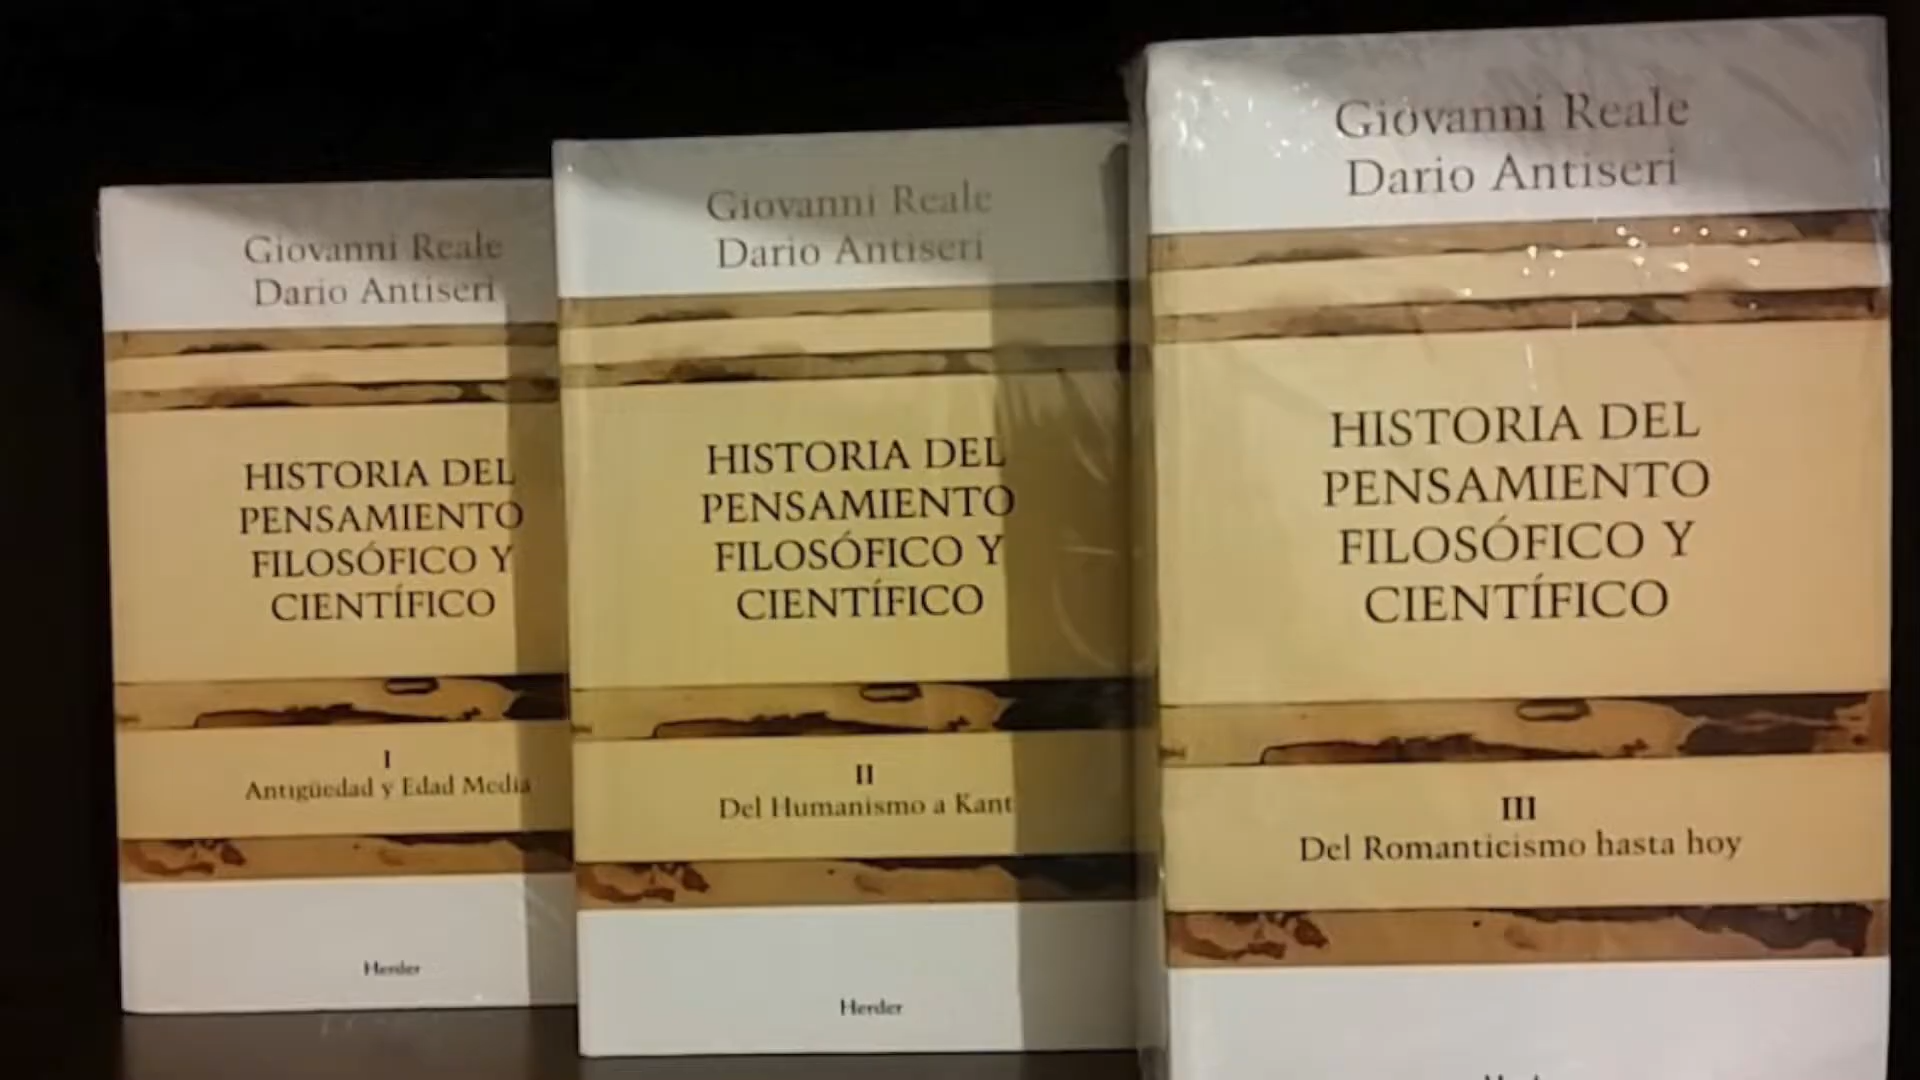 Giovanni Reale
Dario Antiseri
HISTORIA DEL
PENSAMIENTO
FILOSÓFICO Y
CIENTÍFICO
I
Antigüedad y Edad Media
Herder
Giovanni Reale
Dario Antiseri
HISTORIA DEL
PENSAMIENTO
FILOSÓFICO Y
CIENTÍFICO
II
Del Humanismo a Kant
Herder
Giovanni Reale
Dario Antiseri
HISTORIA DEL
PENSAMIENTO
FILOSÓFICO Y
CIENTÍFICO
III
Del Romanticismo hasta hoy